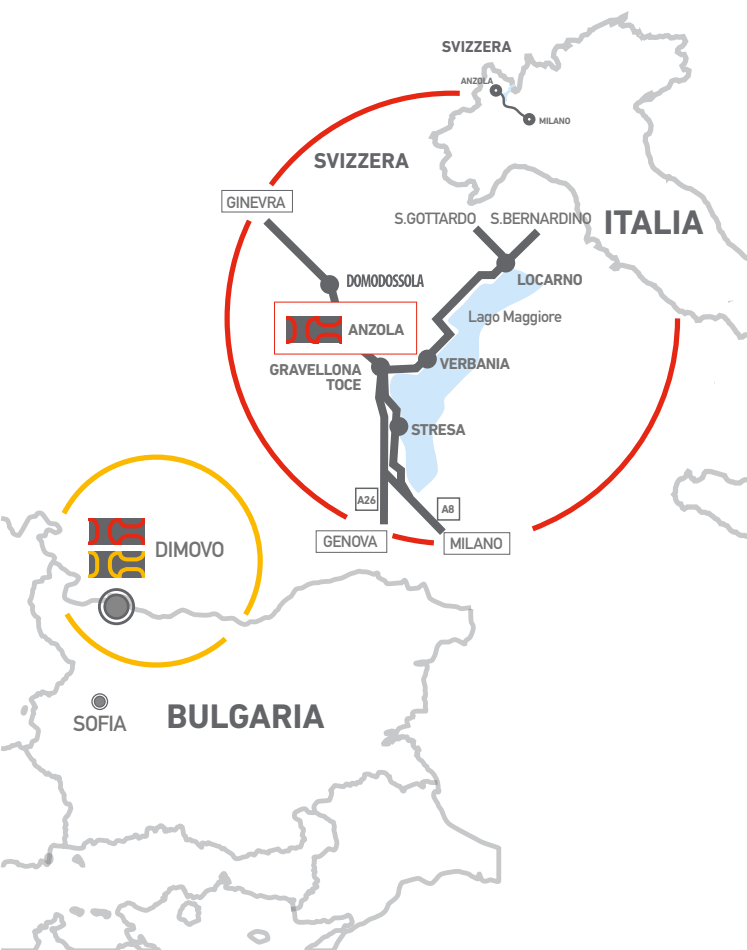 SVIZZERA
ANZOLA
MILANO
SVIZZERA
GINEVRA
S.GOTTARDO
S.BERNARDINO
ITALIA
DOMODOSSOLA
LOCARNO
Lago Maggiore
ANZOLA
GRAVELLONA
TOCE
VERBANIA
STRESA
A26
A8
GENOVA
MILANO
DIMOVO
SOFIA
BULGARIA